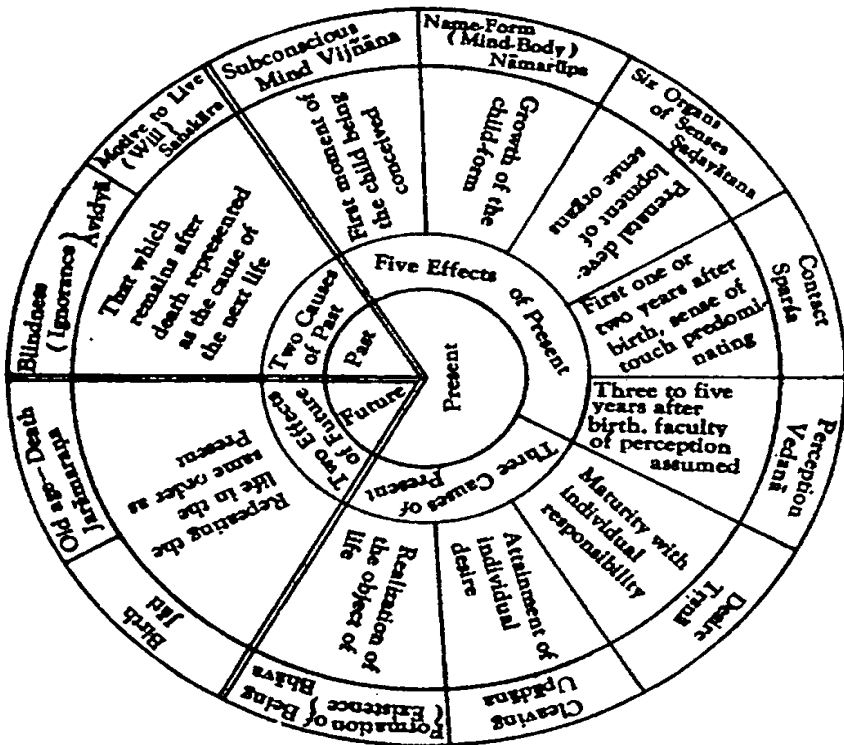 Blindness
(Ignorance)
Avidyā
Motive to Live
(Will)
Saṅskāra
That which
remains after
death represented
as the cause of
the next life
Subconscious
Mind Vijñāna
First moment of
the child being
conceived
Name-Form
(Mind-Body)
Nāmarūpa
Growth of the
child-form
Six Organs
of Senses
Ṣaḍāyātana
Prenatal deve-
lopment of
sense organs
Contact
Sparśa
First one or
two years after
birth, sense of
touch predomi-
nating
Perception
Vedanā
Three to five
years after
birth, faculty
of perception
assumed
Desire
Tṛṣnā
Maturity with
individual
responsibility
Cleaving
Upādāna
Attainment of
individual
desire
Formation of Being
(Existence)
Bhāva
Realization of
the object of
life
Birth
Jāti
Old age—Death
Jarāmaraṇa
Repeating the
life in the
same order as
Present
Two Causes
of Past
Five Effects
of Present
Three Causes of
Present
Two Effects
of Future
Past
Present
Future